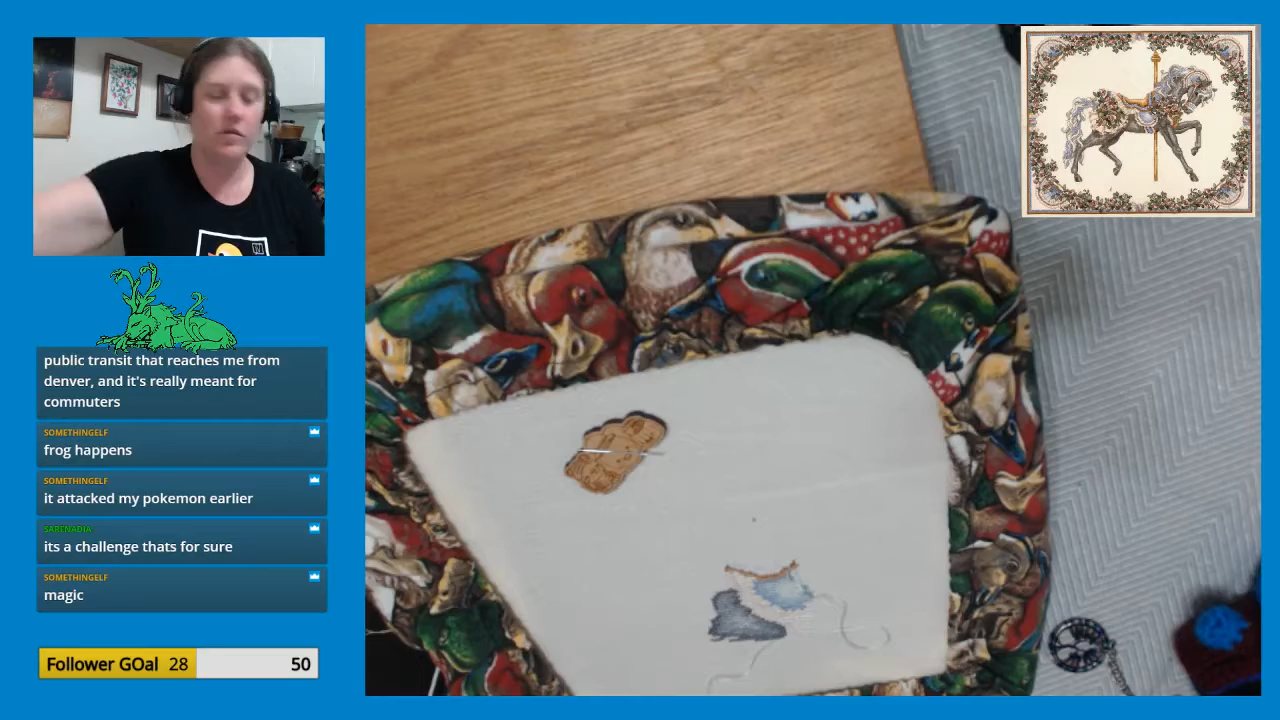 public transit that reaches me from
denver, and it's really meant for
commuters
SOMETHINGELF
frog happens
SOMETHINGELF
it attacked my pokemon earlier
SARENADIA
its a challenge thats for sure
SOMETHINGELF
magic
Follower GOal 28 50